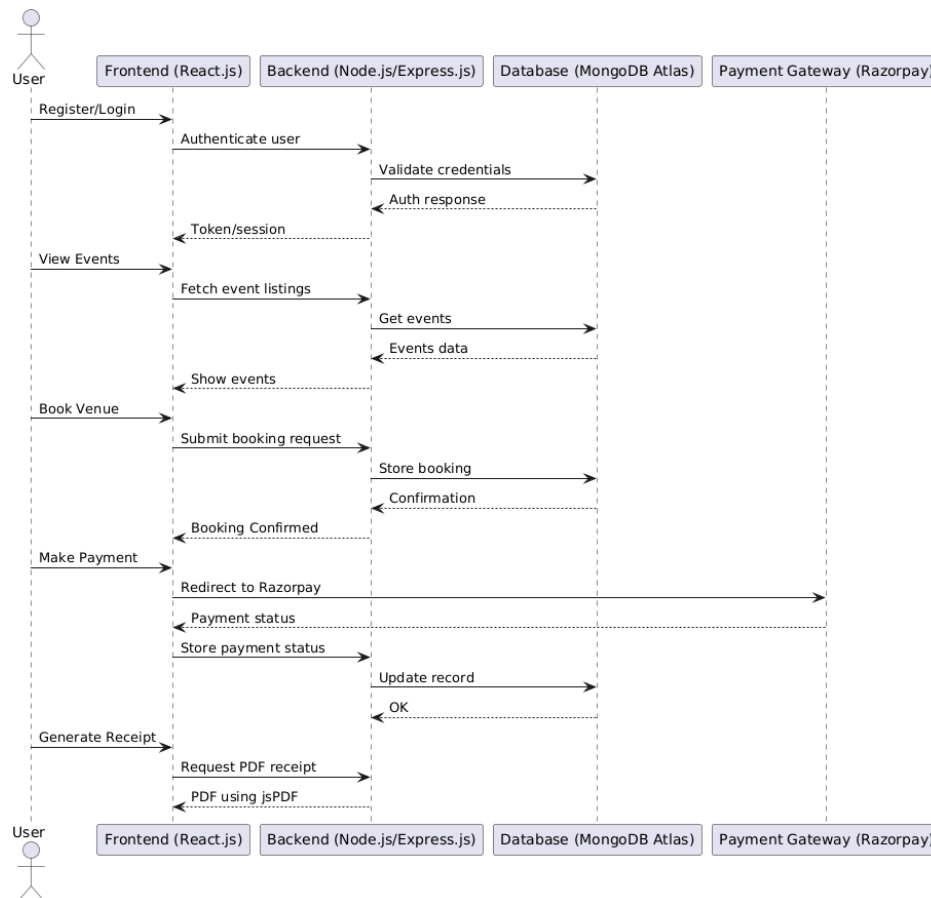 User
Frontend (React.js)
Backend (Node.js/Express.js)
Database (MongoDB Atlas)
Payment Gateway (Razorpay)
Register/Login
Authenticate user
Validate credentials
Auth response
Token/session
View Events
Fetch event listings
Get events
Events data
Show events
Book Venue
Submit booking request
Store booking
Confirmation
Booking Confirmed
Make Payment
Redirect to Razorpay
Payment status
Store payment status
Update record
OK
Generate Receipt
Request PDF receipt
PDF using jsPDF
User
Frontend (React.js)
Backend (Node.js/Express.js)
Database (MongoDB Atlas)
Payment Gateway (Razorpay)